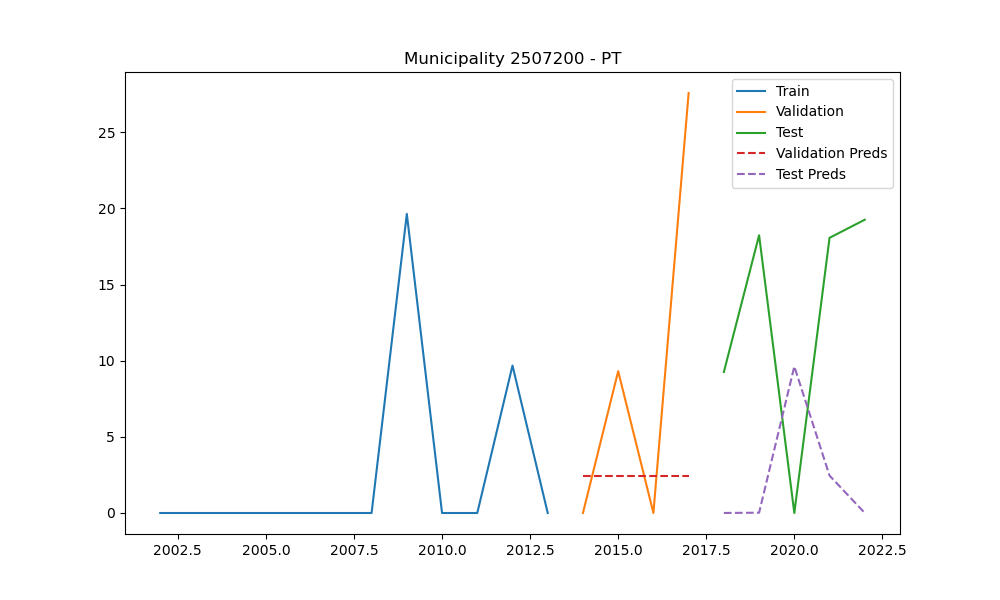 Municipality 2507200 - PT
Train
Validation
Test
Validation Preds
Test Preds
25
20
15
10
5
0
2002.5 2005.0 2007.5 2010.0 2012.5 2015.0 2017.5 2020.0 2022.5